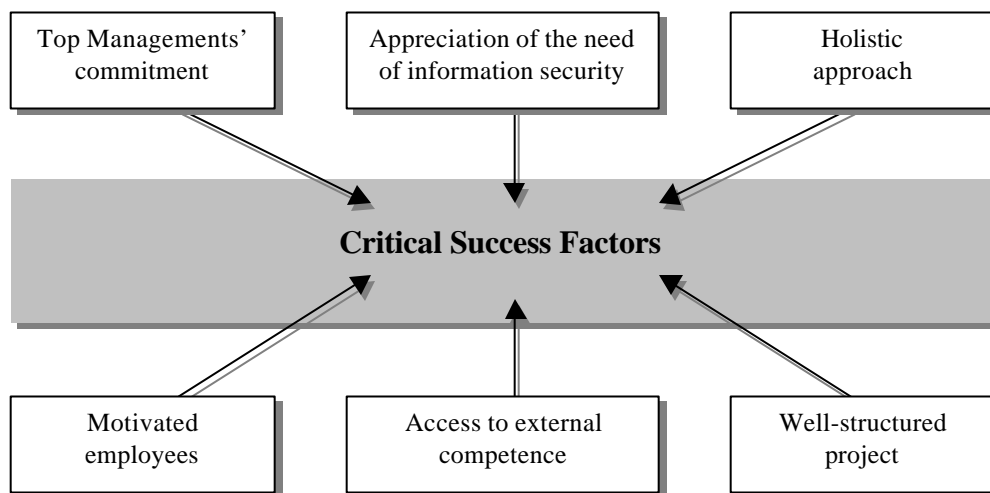 Top Managements’
commitment
Appreciation of the need
of information security
Holistic
approach
Critical Success Factors
Motivated
employees
Access to external
competence
Well-structured
project